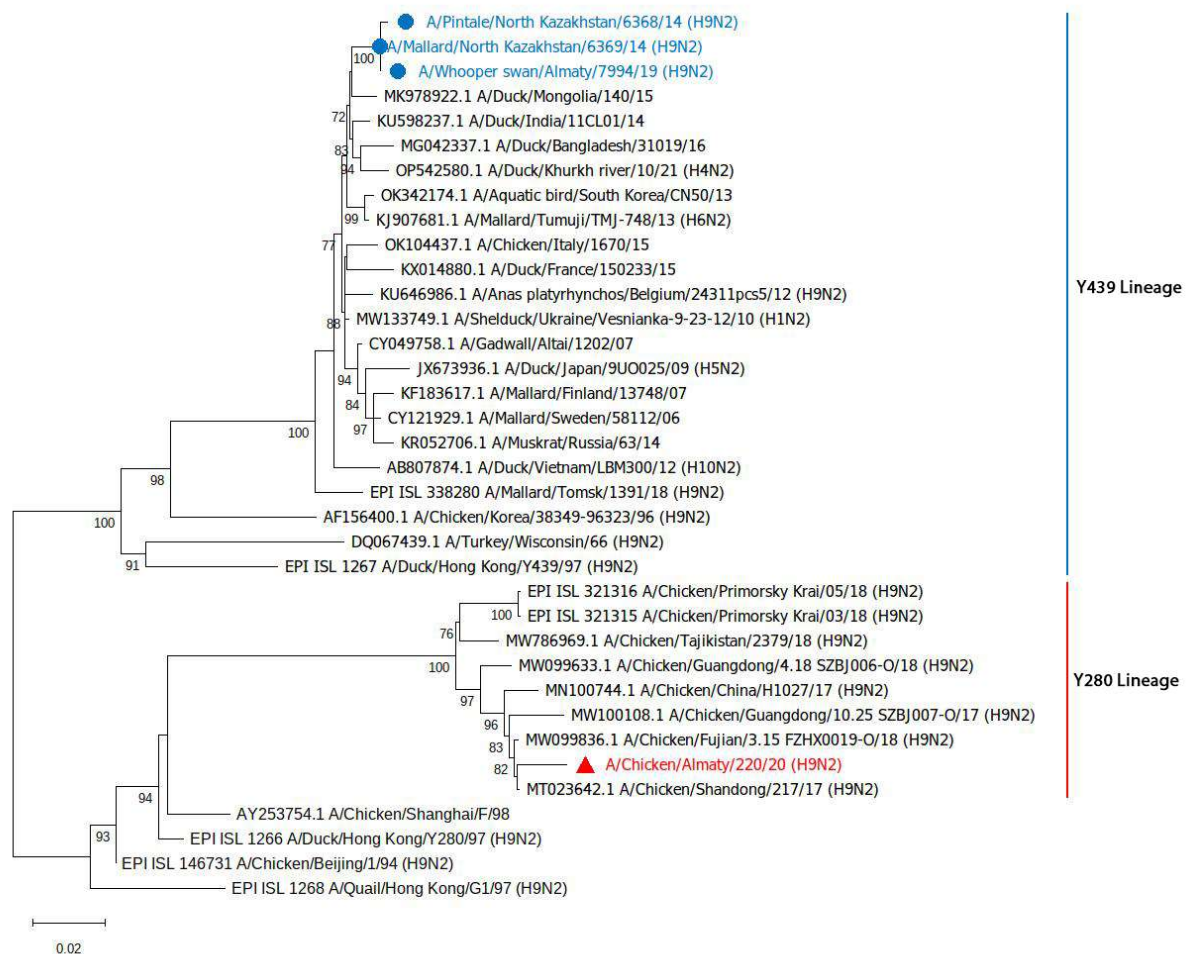 A/Pintale/North Kazakhstan/6368/14 (H9N2)
A/Mallard/North Kazakhstan/6369/14 (H9N2)
100
A/Whooper swan/Almaty/7994/19 (H9N2)
MK978922.1 A/Duck/Mongolia/140/15
72
KU598237.1 A/Duck/India/11CL01/14
83
MG042337.1 A/Duck/Bangladesh/31019/16
94
OP542580.1 A/Duck/Khurkh river/10/21 (H4N2)
OK342174.1 A/Aquatic bird/South Korea/CN50/13
99
KJ907681.1 A/Mallard/Tumuji/TMJ-748/13 (H6N2)
77
OK104437.1 A/Chicken/Italy/1670/15
KX014880.1 A/Duck/France/150233/15
Y439 Lineage
KU646986.1 A/Anas platyrhynchos/Belgium/24311pcs5/12 (H9N2)
88
MW133749.1 A/Shelduck/Ukraine/Vesnianka-9-23-12/10 (H1N2)
CY049758.1 A/Gadwall/Altai/1202/07
94
JX673936.1 A/Duck/Japan/9UO025/09 (H5N2)
84
KF183617.1 A/Mallard/Finland/13748/07
CY121929.1 A/Mallard/Sweden/58112/06
97
100
KR052706.1 A/Muskrat/Russia/63/14
AB807874.1 A/Duck/Vietnam/LBM300/12 (H10N2)
98
EPI ISL 338280 A/Mallard/Tomsk/1391/18 (H9N2)
AF156400.1 A/Chicken/Korea/38349-96323/96 (H9N2)
100
DQ067439.1 A/Turkey/Wisconsin/66 (H9N2)
91
EPI ISL 1267 A/Duck/Hong Kong/Y439/97 (H9N2)
EPI ISL 321316 A/Chicken/Primorsky Krai/05/18 (H9N2)
100
EPI ISL 321315 A/Chicken/Primorsky Krai/03/18 (H9N2)
76
MW786969.1 A/Chicken/Tajikistan/2379/18 (H9N2)
100
MW099633.1 A/Chicken/Guangdong/4.18 SZBJ006-O/18 (H9N2)
Y280 Lineage
97
MN100744.1 A/Chicken/China/H1027/17 (H9N2)
96
MW100108.1 A/Chicken/Guangdong/10.25 SZBJ007-O/17 (H9N2)
83
MW099836.1 A/Chicken/Fujian/3.15 FZHX0019-O/18 (H9N2)
82
A/Chicken/Almaty/220/20 (H9N2)
MT023642.1 A/Chicken/Shandong/217/17 (H9N2)
94
AY253754.1 A/Chicken/Shanghai/F/98
93
EPI ISL 1266 A/Duck/Hong Kong/Y280/97 (H9N2)
EPI ISL 146731 A/Chicken/Beijing/1/94 (H9N2)
EPI ISL 1268 A/Quail/Hong Kong/G1/97 (H9N2)
0.02